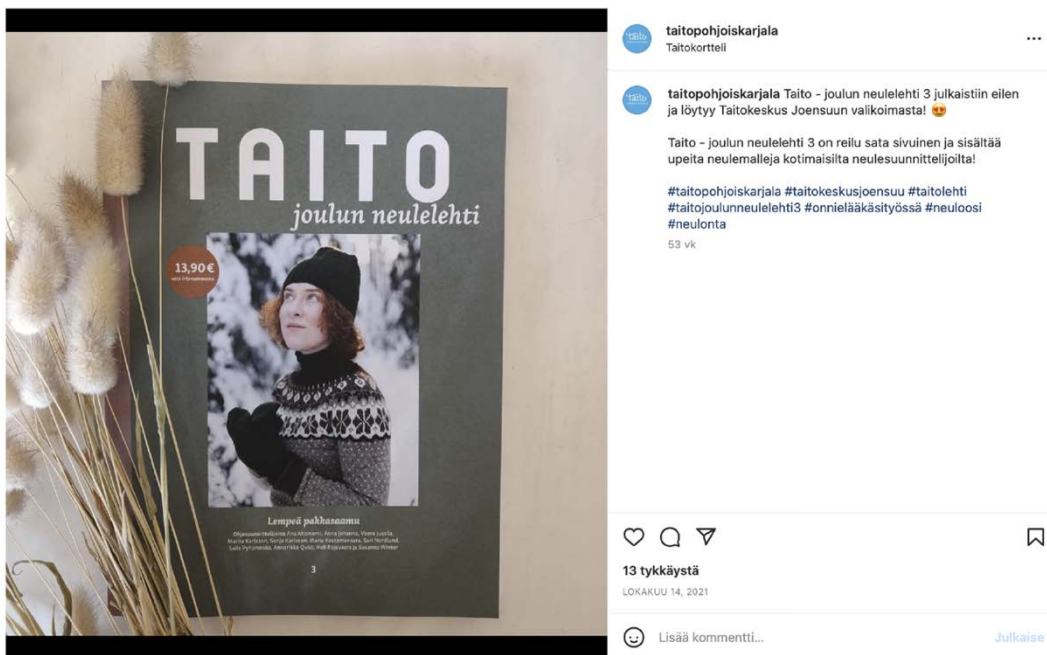 TAITO
joulun neulelehti
13,90€
Lempeä pakkasaamu
3
taito
taitopohjoiskarjala
Taitokortteli
...
taito
taitopohjoiskarjala Taito - joulun neulelehti 3 julkaistiin eilen
ja löytyy Taitokeskus Joensuun valikoimasta! 😍
Taito - joulun neulelehti 3 on reilu sata sivuinen ja sisältää
upeita neulemalleja kotimaisilta neulesuunnittelijoilta!
#taitopohjoiskarjala #taitokeskusjoensuu #taitolehti
#taitojoulunneulelehti3 #onnielääkäsityössä #neuloosi
#neulonta
53 vk
13 tykkäystä
LOKAKUU 14, 2021
Lisää kommentti...
Julkaise